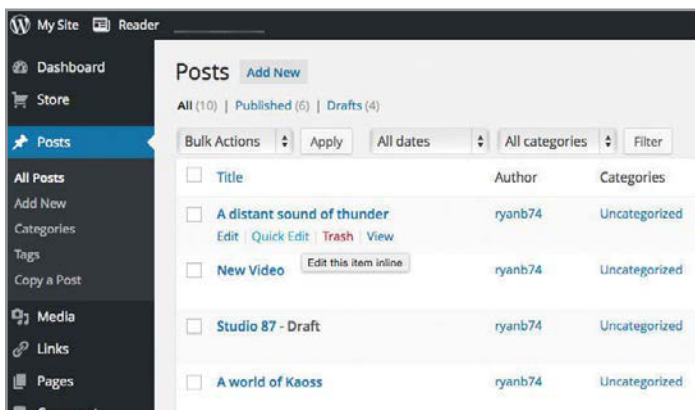 My Site Reader
Dashboard
Store
Posts
All Posts
Add New
Categories
Tags
Copy a Post
Media
Links
Pages
Posts Add New
All (10) | Published (6) | Drafts (4)
Bulk Actions Apply All dates All categories Filter
Title Author Categories
A distant sound of thunder ryanb74 Uncategorized
Edit | Quick Edit | Trash | View
Edit this item inline
New Video ryanb74 Uncategorized
Studio 87 - Draft ryanb74 Uncategorized
A world of Kaoss ryanb74 Uncategorized